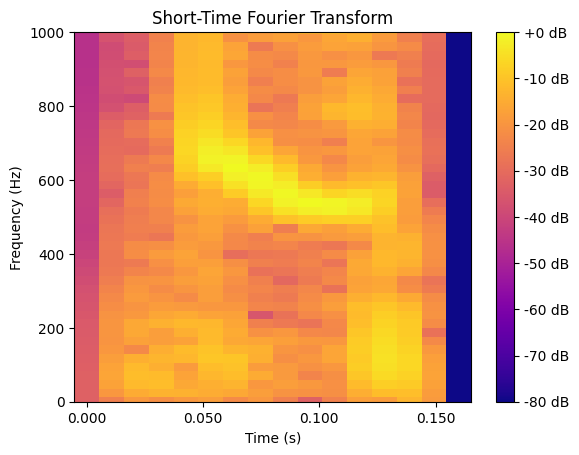 Short-Time Fourier Transform
Frequency (Hz)
1000
800
600
400
200
0
0.000
0.050
0.100
0.150
Time (s)
+0 dB
-10 dB
-20 dB
-30 dB
-40 dB
-50 dB
-60 dB
-70 dB
-80 dB